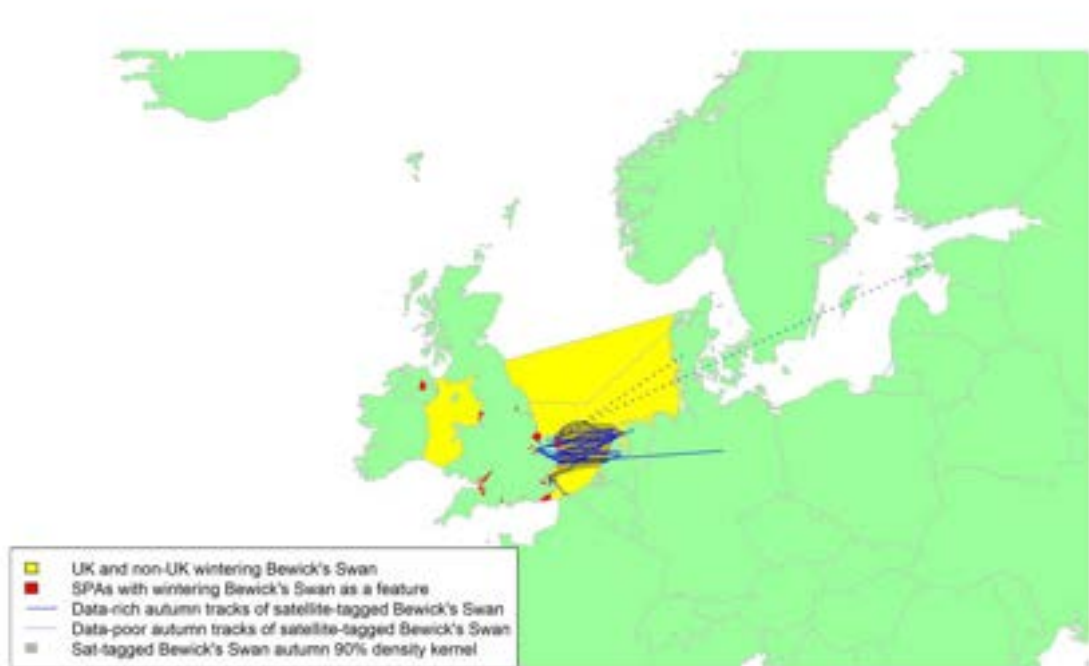 UK and non-UK wintering Bewick's Swan
SPAs with wintering Bewick's Swan as a feature
Data-rich autumn tracks of satellite-tagged Bewick's Swan
Data-poor autumn tracks of satellite-tagged Bewick's Swan
Sat-tagged Bewick's Swan autumn 90% density kernel